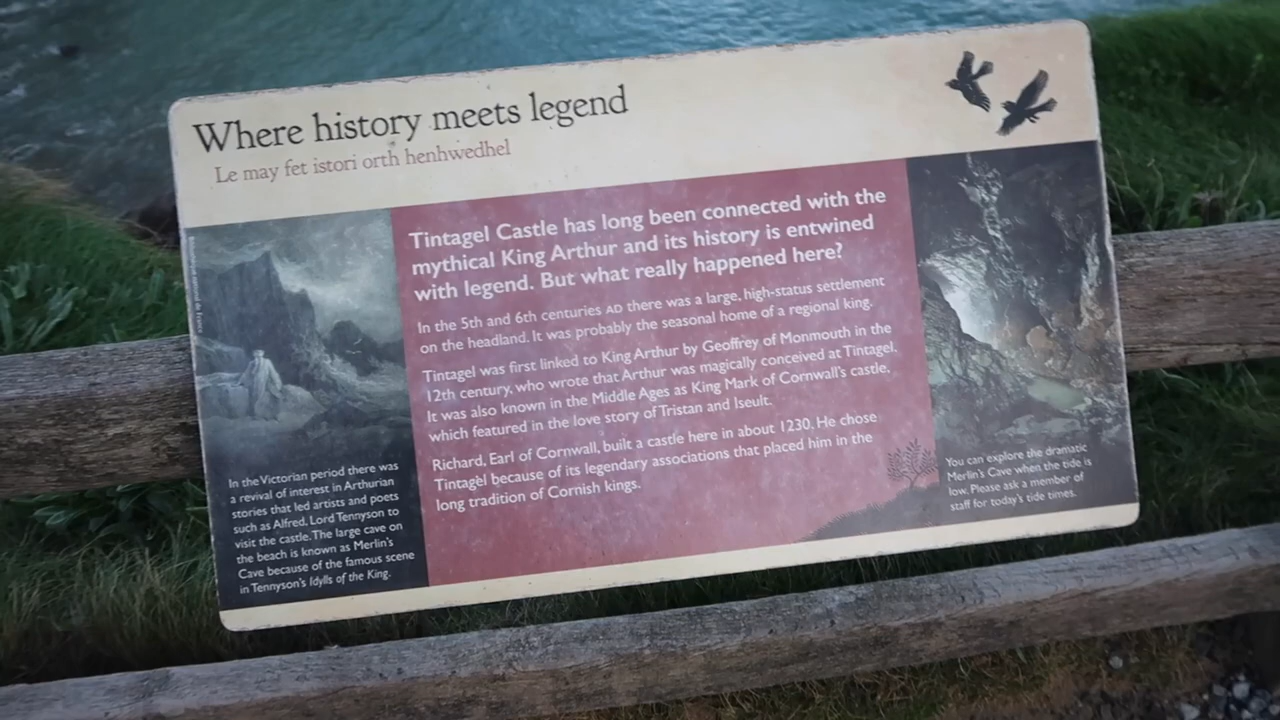 Where history meets legend
Le may fet istori orth henhwedhel
Tintagel Castle has long been connected with the
mythical King Arthur and its history is entwined
with legend. But what really happened here?
In the 5th and 6th centuries AD there was a large, high-status settlement
on the headland. It was probably the seasonal home of a regional king.
Tintagel was first linked to King Arthur by Geoffrey of Monmouth in the
12th century, who wrote that Arthur was magically conceived at Tintagel.
It was also known in the Middle Ages as King Mark of Cornwall's castle,
which featured in the love story of Tristan and Iseult.
Richard, Earl of Cornwall, built a castle here in about 1230. He chose
Tintagel because of its legendary associations that placed him in the
long tradition of Cornish kings.
In the Victorian period there was
a revival of interest in Arthurian
stories that led artists and poets
such as Alfred, Lord Tennyson to
visit the castle. The large cave on
the beach is known as Merlin's
Cave because of the famous scene
in Tennyson's Idylls of the King.
You can explore the dramatic
Merlin's Cave when the tide is
low. Please ask a member of
staff for today's tide times.